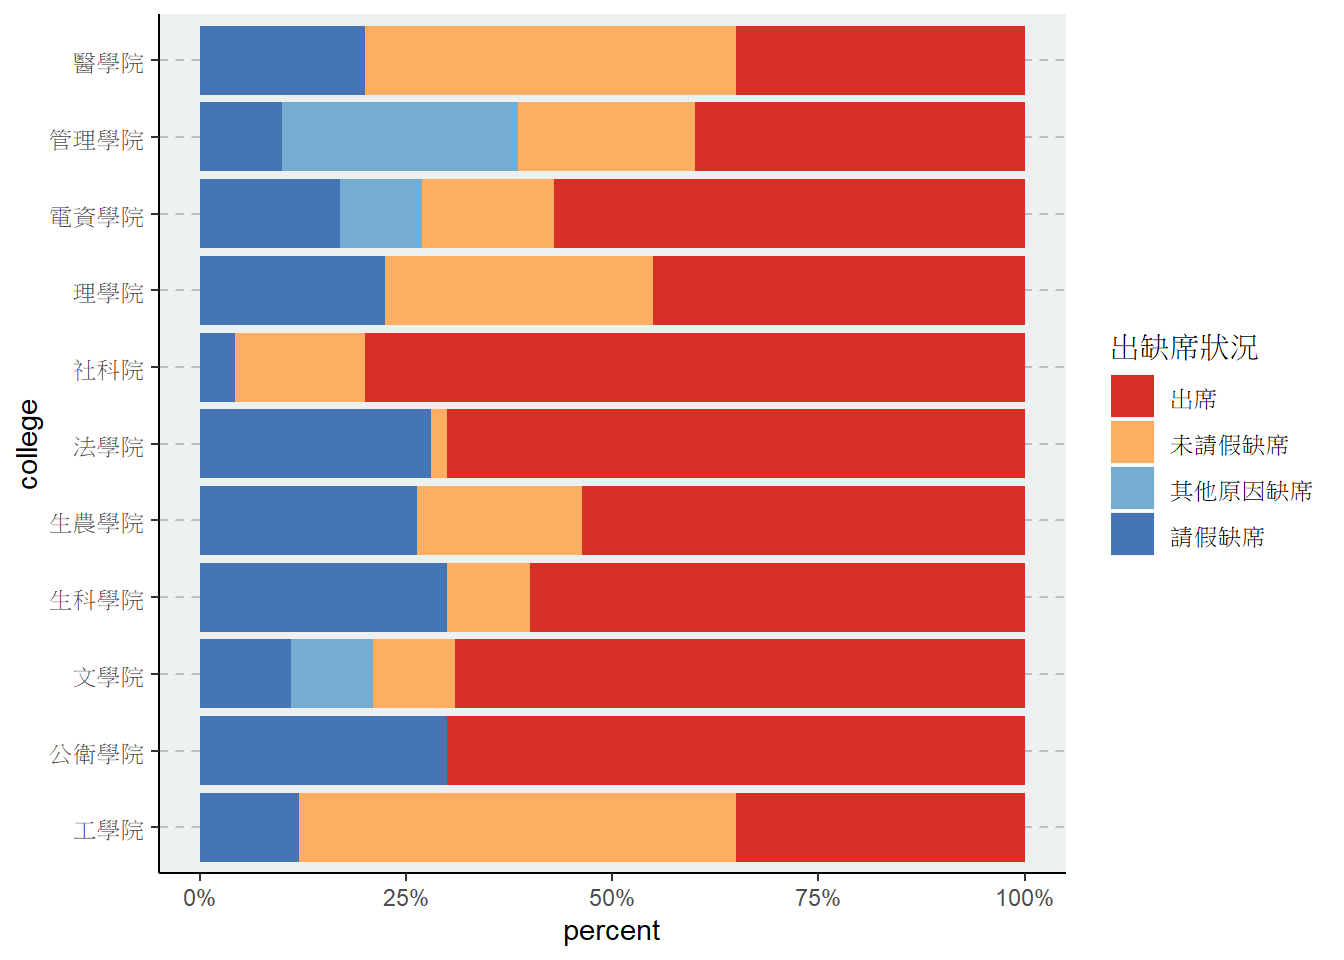 醫學院
管理學院
電資學院
理學院
社科院
法學院
生農學院
生科學院
文學院
公衛學院
工學院
college
0% 25% 50% 75% 100%
percent
出缺席狀況
出席
未請假缺席
其他原因缺席
請假缺席